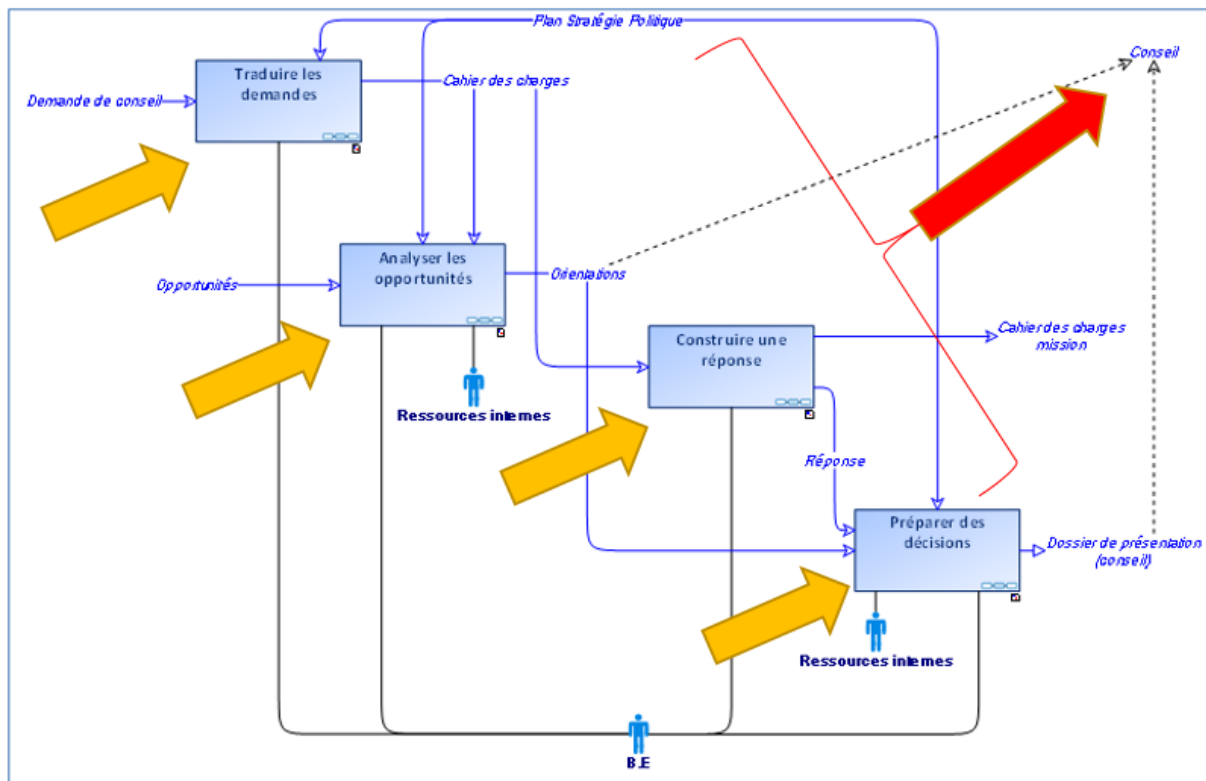 Plan Stratégie Politique
Traduire les
demandes
Cahier des charges
Conseil
Demande de conseil
Analyser les
opportunités
Orientations
Opportunités
Construire une
réponse
Cahier des charges
mission
Ressources internes
Réponse
Préparer des
décisions
Dossier de présentation
(conseil)
Ressources internes
B.E